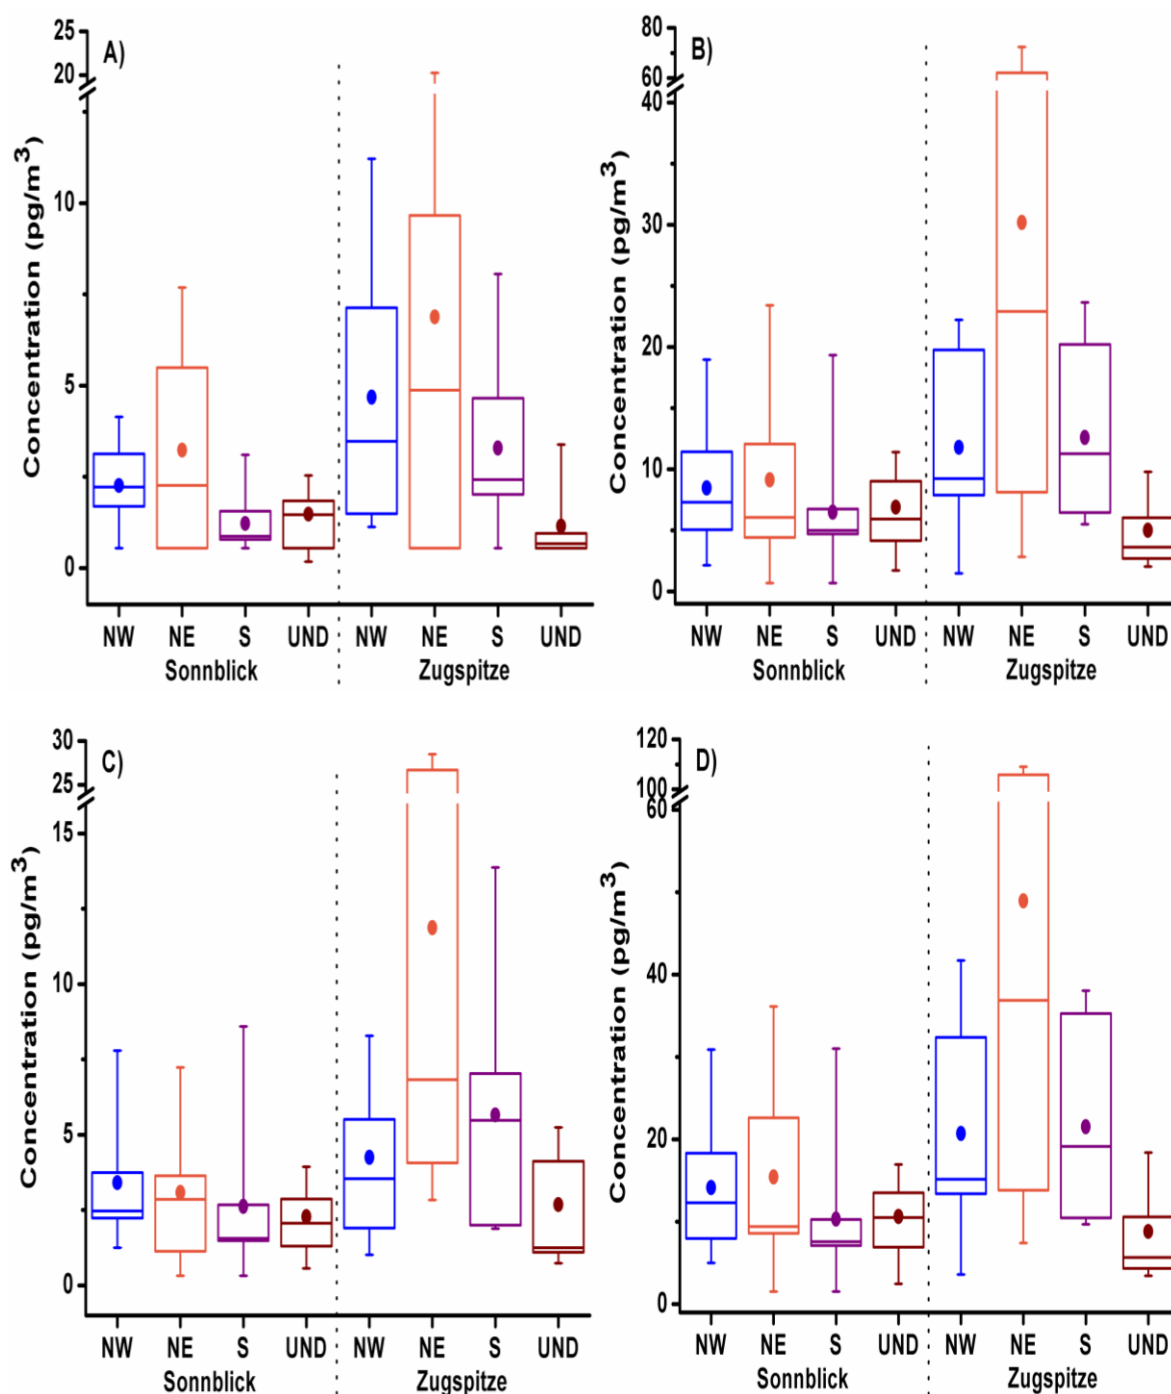 A)
Concentration (pg/m³)
25
20
10
5
0
NW NE S UND NW NE S UND
Sonnblick Zugspitze
B)
Concentration (pg/m³)
80
60
40
30
20
10
0
NW NE S UND NW NE S UND
Sonnblick Zugspitze
C)
Concentration (pg/m³)
30
25
15
10
5
0
NW NE S UND NW NE S UND
Sonnblick Zugspitze
D)
Concentration (pg/m³)
120
100
60
40
20
0
NW NE S UND NW NE S UND
Sonnblick Zugspitze